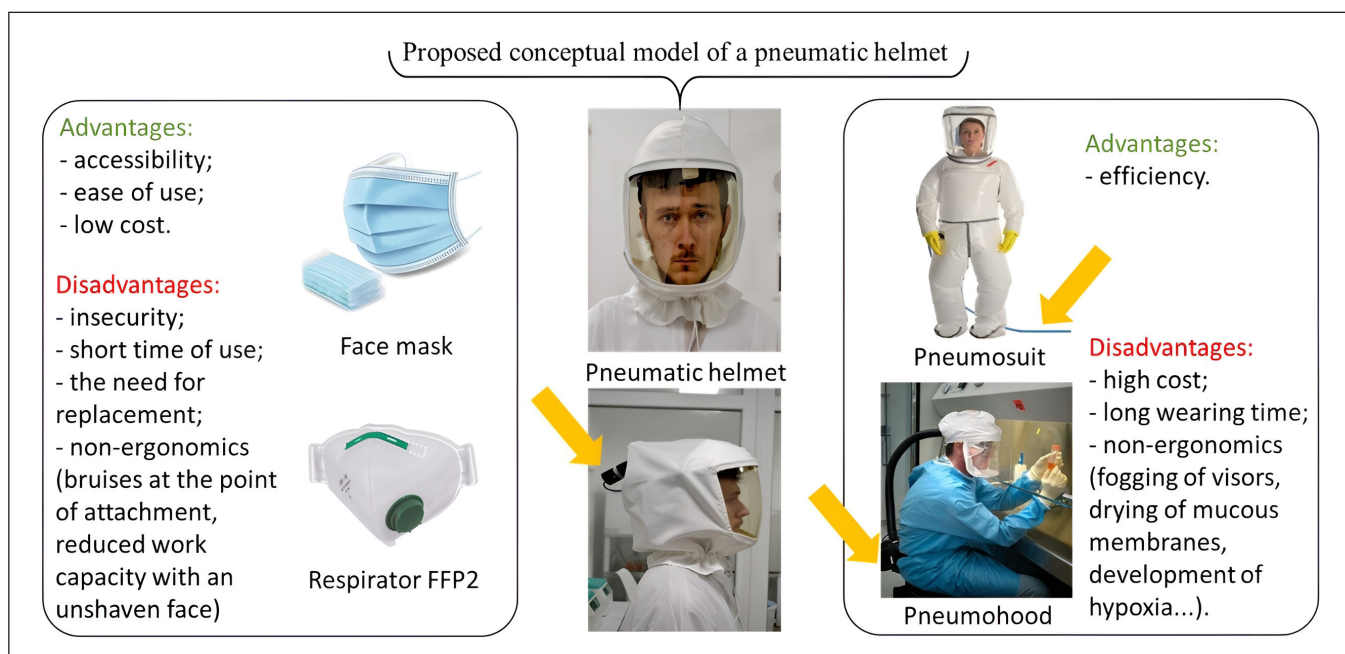 Proposed conceptual model of a pneumatic helmet
Advantages:
- accessibility;
- ease of use;
- low cost.
Disadvantages:
- insecurity;
- short time of use;
- the need for
replacement;
- non-ergonomics
(bruises at the point
of attachment,
reduced work
capacity with an
unshaven face)
Face mask
Respirator FFP2
Pneumatic helmet
Pneumosuit
Pneumohood
Advantages:
- efficiency.
Disadvantages:
- high cost;
- long wearing time;
- non-ergonomics
(fogging of visors,
drying of mucous
membranes,
development of
hypoxia...).